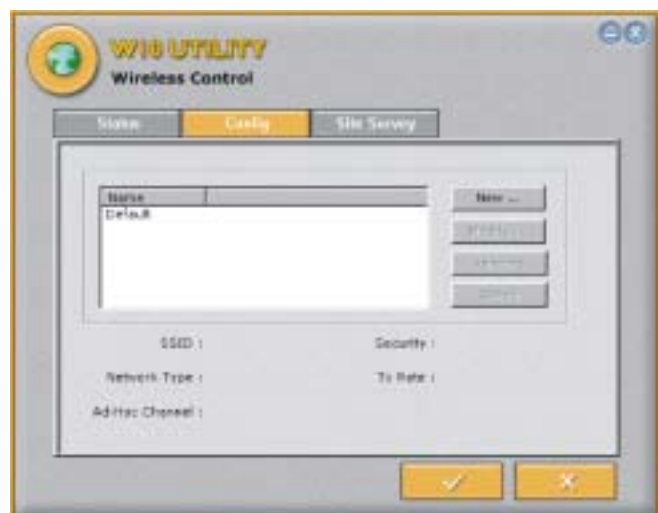 W10 UTILITY
Wireless Control
Status Config Site Survey
Name
Default
New ...
SSID :
Security :
Network Type :
Tx Rate :
Ad-Hoc Channel :